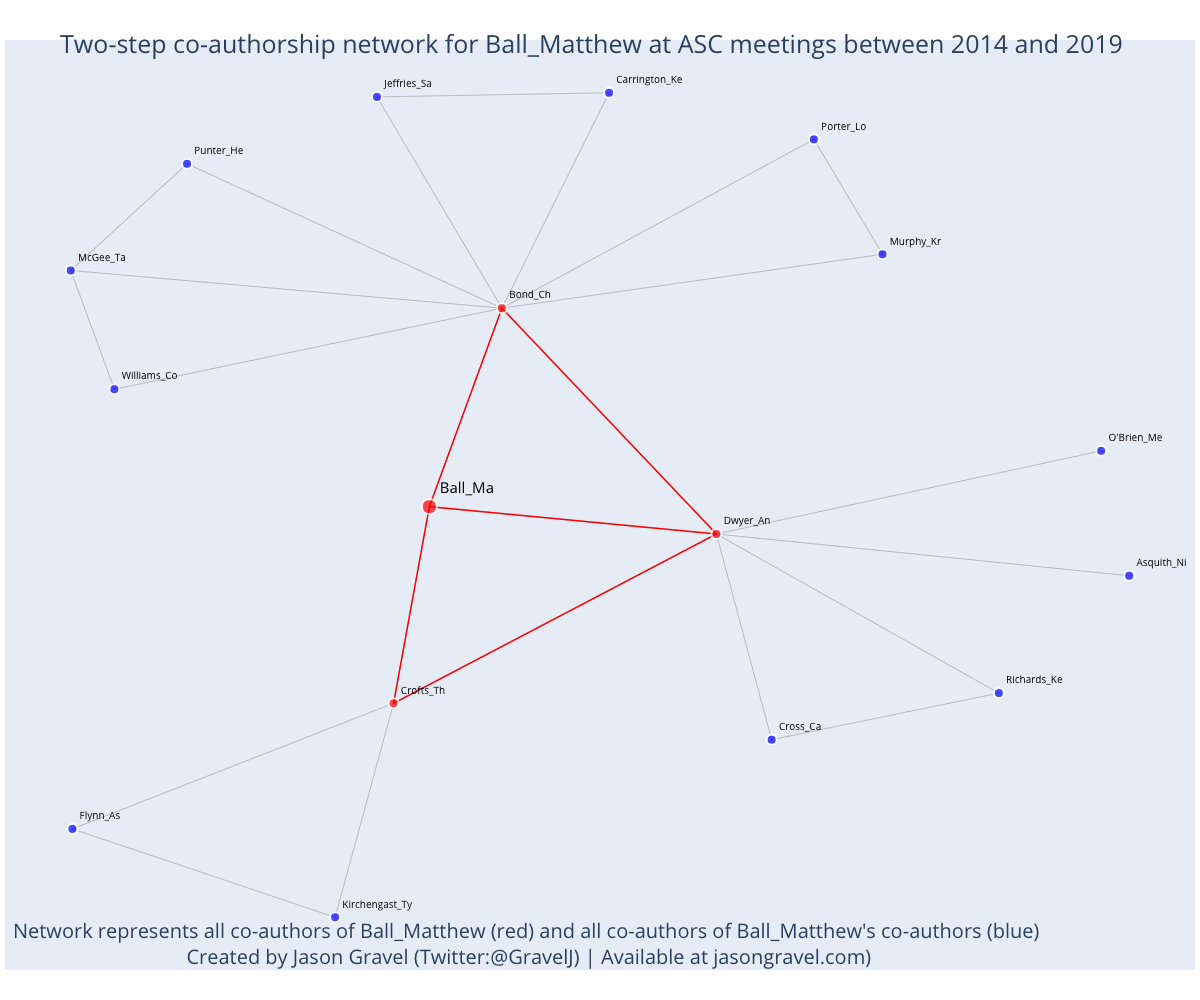 Two-step co-authorship network for Ball_Matthew at ASC meetings between 2014 and 2019
Jeffries_Sa
Carrington_Ke
Porter_Lo
Punter_He
Murphy_Kr
McGee_Ta
Bond_Ch
Williams_Co
O'Brien_Me
Ball_Ma
Dwyer_An
Asquith_Ni
Richards_Ke
Crofts_Th
Cross_Ca
Flynn_As
Kirchengast_Ty
Network represents all co-authors of Ball_Matthew (red) and all co-authors of Ball_Matthew's co-authors (blue)
Created by Jason Gravel (Twitter:@GravelJ) | Available at jasongravel.com)